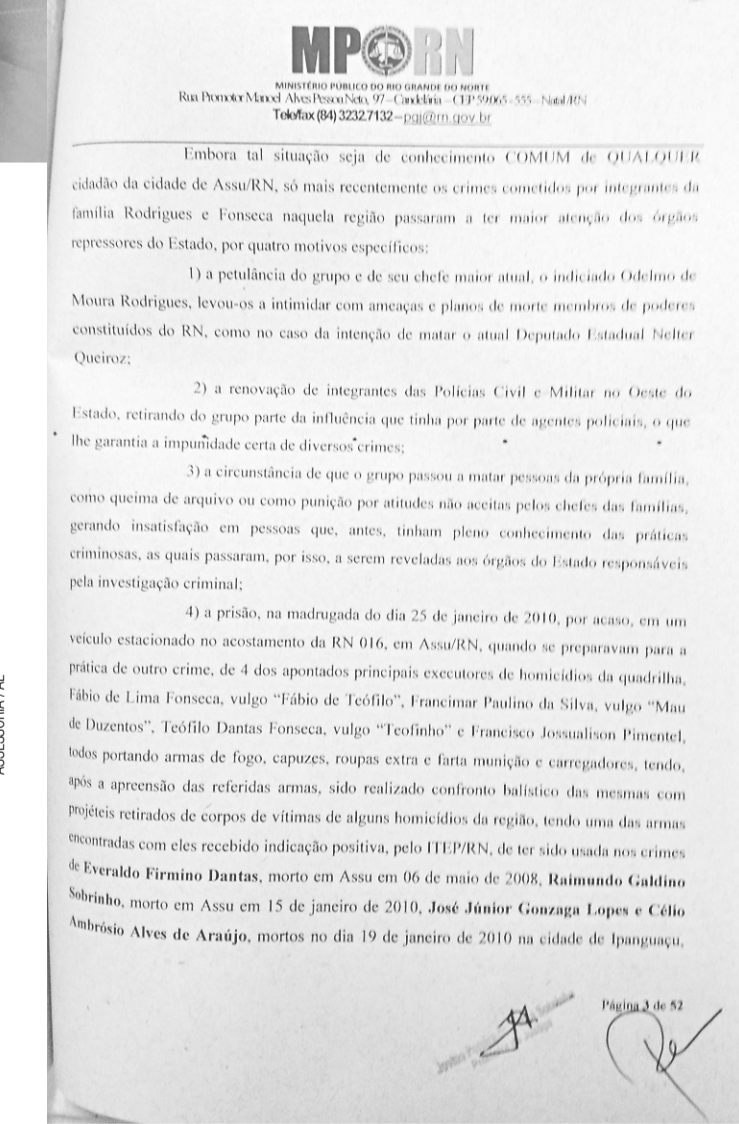 MPRN
MINISTÉRIO PÚBLICO DO RIO GRANDE DO NORTE
Rua Promotor Manoel Alves Pessoa Neto, 97 – Candelária – CEP 59065 - 555 – Natal/RN
Telefax (84) 3232.7132 – pgj@rn.gov.br
Embora tal situação seja de conhecimento COMUM de QUALQUER
cidadão da cidade de Assu/RN, só mais recentemente os crimes cometidos por integrantes da
família Rodrigues e Fonseca naquela região passaram a ter maior atenção dos órgãos
repressores do Estado, por quatro motivos específicos:
1) a petulância do grupo e de seu chefe maior atual, o indiciado Odelmo de
Moura Rodrigues, levou-os a intimidar com ameaças e planos de morte membros de poderes
constituídos do RN, como no caso da intenção de matar o atual Deputado Estadual Nelter
Queiroz;
2) a renovação de integrantes das Polícias Civil e Militar no Oeste do
Estado, retirando do grupo parte da influência que tinha por parte de agentes policiais, o que
lhe garantia a impunidade certa de diversos crimes;
3) a circunstância de que o grupo passou a matar pessoas da própria família,
como queima de arquivo ou como punição por atitudes não aceitas pelos chefes das famílias,
gerando insatisfação em pessoas que, antes, tinham pleno conhecimento das práticas
criminosas, as quais passaram, por isso, a serem reveladas aos órgãos do Estado responsáveis
pela investigação criminal;
4) a prisão, na madrugada do dia 25 de janeiro de 2010, por acaso, em um
veículo estacionado no acostamento da RN 016, em Assu/RN, quando se preparavam para a
prática de outro crime, de 4 dos apontados principais executores de homicídios da quadrilha,
Fábio de Lima Fonseca, vulgo “Fábio de Teófilo”, Francimar Paulino da Silva, vulgo “Mau
de Duzentos”, Teófilo Dantas Fonseca, vulgo “Teofinho” e Francisco Jossualison Pimentel,
todos portando armas de fogo, capuzes, roupas extra e farta munição e carregadores, tendo,
após a apreensão das referidas armas, sido realizado confronto balístico das mesmas com
projéteis retirados de corpos de vítimas de alguns homicídios da região, tendo uma das armas
encontradas com eles recebido indicação positiva, pelo ITEP/RN, de ter sido usada nos crimes
de Everaldo Firmino Dantas, morto em Assu em 06 de maio de 2008, Raimundo Galdino
Sobrinho, morto em Assu em 15 de janeiro de 2010, José Júnior Gonzaga Lopes e Célio
Ambrósio Alves de Araújo, mortos no dia 19 de janeiro de 2010 na cidade de Ipanguaçu,
Página 3 de 52